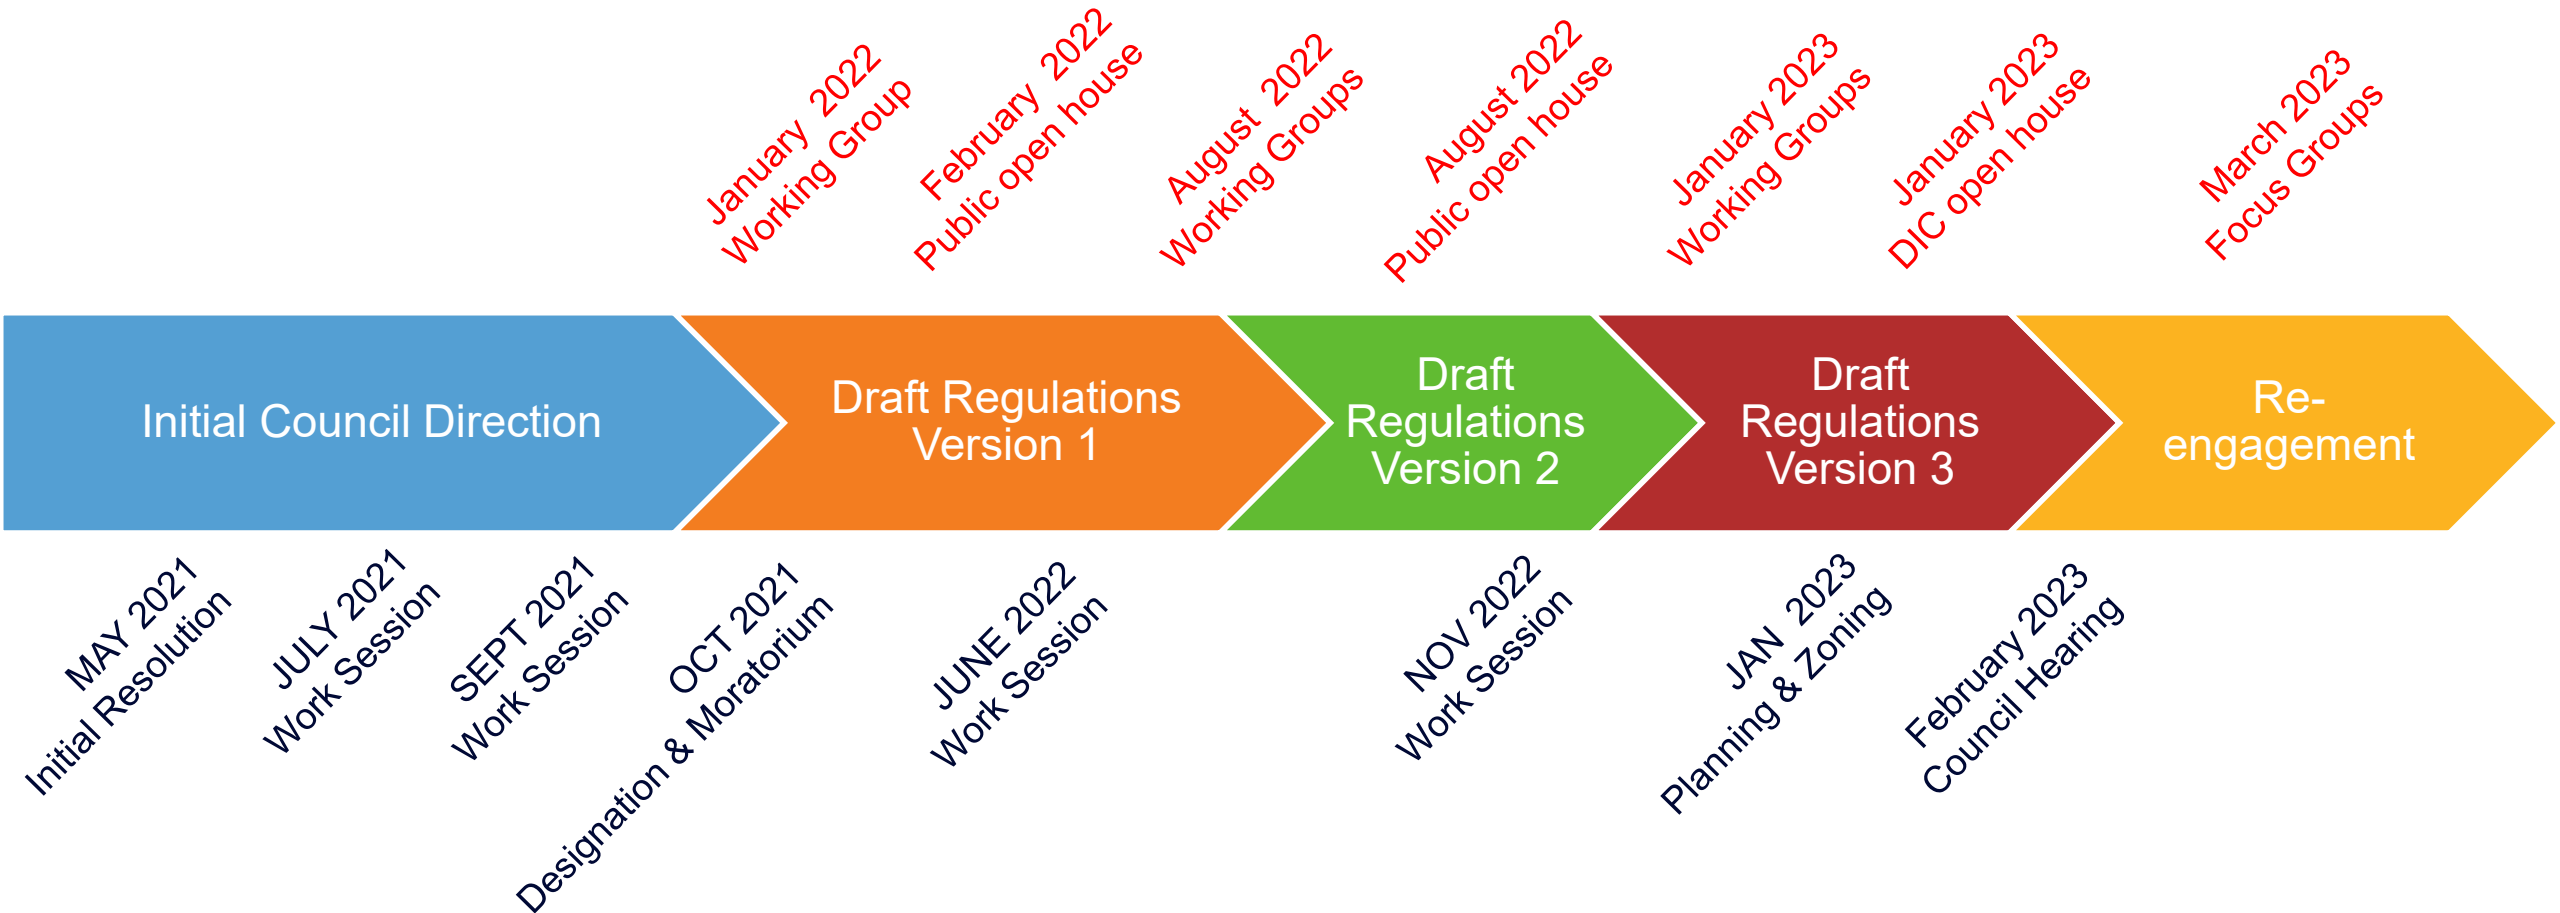 January  2022
Working Group
February  2022
Public open house
August  2022
Working Groups
August 2022
Public open house
January 2023
Working Groups
January 2023
DIC open house
March 2023
Focus Groups
Initial Council Direction
Draft Regulations
Version 1
Draft
Regulations
Version 2
Draft
Regulations
Version 3
Re-
engagement
MAY 2021
Initial Resolution
JULY 2021
Work Session
SEPT 2021
Work Session
OCT 2021
Designation & Moratorium
JUNE 2022
Work Session
NOV 2022
Work Session
JAN  2023
Planning & Zoning
February 2023
Council Hearing